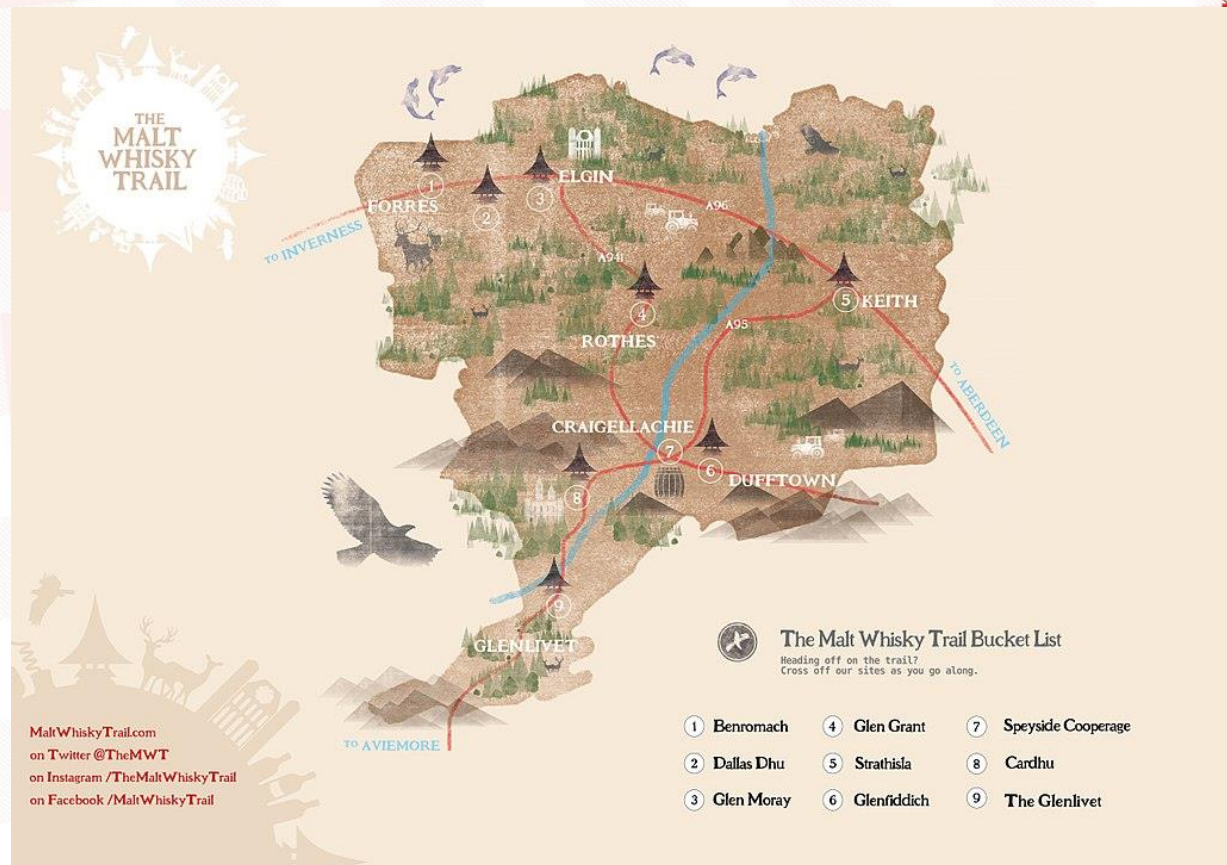 THE
MALT
WHISKY
TRAIL
1
FORRES
2
3
ELGIN
TO INVERNESS
A96
A941
4
ROTHES
5 KEITH
A95
TO ABERDEEN
CRAIGELLACHIE
7
6
DUFFTOWN
8
9
GLENLIVET
TO AVIEMORE
The Malt Whisky Trail Bucket List
Heading off on the trail?
Cross off our sites as you go along.
1 Benromach
2 Dallas Dhu
3 Glen Moray
4 Glen Grant
5 Strathisla
6 Glenfiddich
7 Speyside Cooperage
8 Cardhu
9 The Glenlivet
MaltWhiskyTrail.com
on Twitter @TheMWT
on Instagram /TheMaltWhiskyTrail
on Facebook /MaltWhiskyTrail